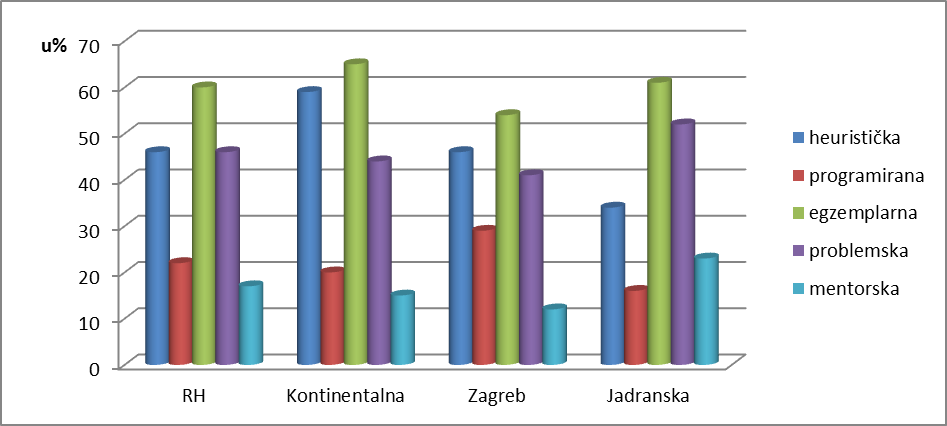 u%
70
60
50
40
30
20
10
0
RH Kontinentalna Zagreb Jadranska
heuristička
programirana
egzemplarna
problemska
mentorska